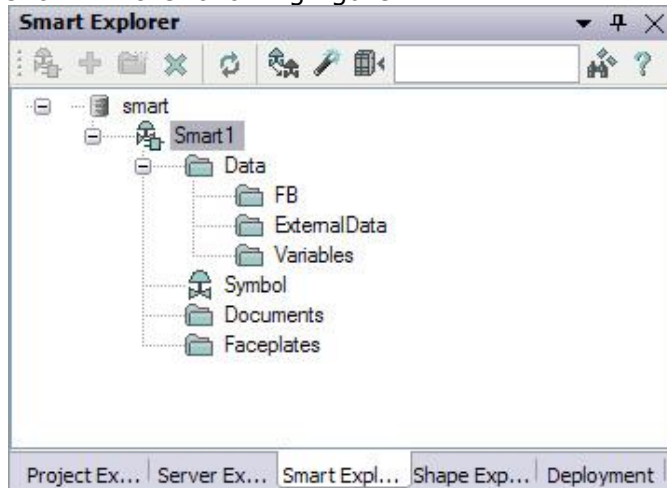 Smart Explorer
smart
Smart1
Data
FB
ExternalData
Variables
Symbol
Documents
Faceplates
Project Ex... Server Ex... Smart Expl... Shape Exp... Deployment